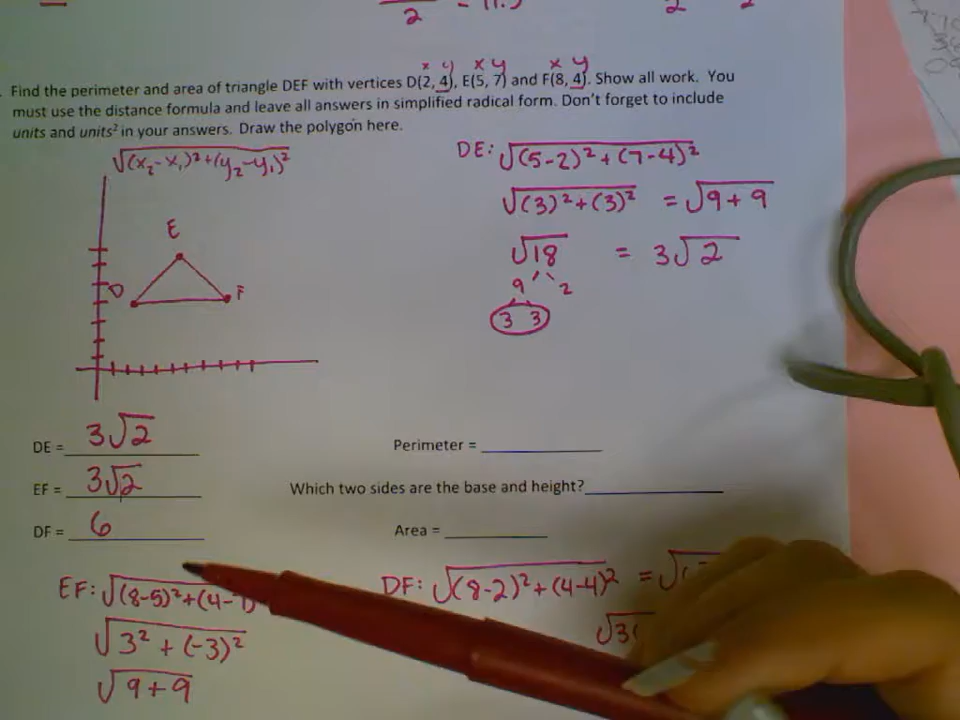 2
2
Find the perimeter and area of triangle DEF with vertices D(2, 4), E(5, 7) and F(8, 4). Show all work. You
x y x y x y
must use the distance formula and leave all answers in simplified radical form. Don't forget to include
units and units² in your answers. Draw the polygon here.
√(x₂-x₁)²+(y₂-y₁)²
DE: √(5-2)²+(7-4)²
√(3)²+(3)² = √9+9
√18 = 3√2
9 2
3 3
E
D F
DE = 3√2
Perimeter =
EF = 3√2
Which two sides are the base and height?
DF = 6
Area =
EF: √(8-5)²+(4-7)²
√3²+(-3)²
√9+9
DF: √(8-2)²+(4-4)² = √(
√3